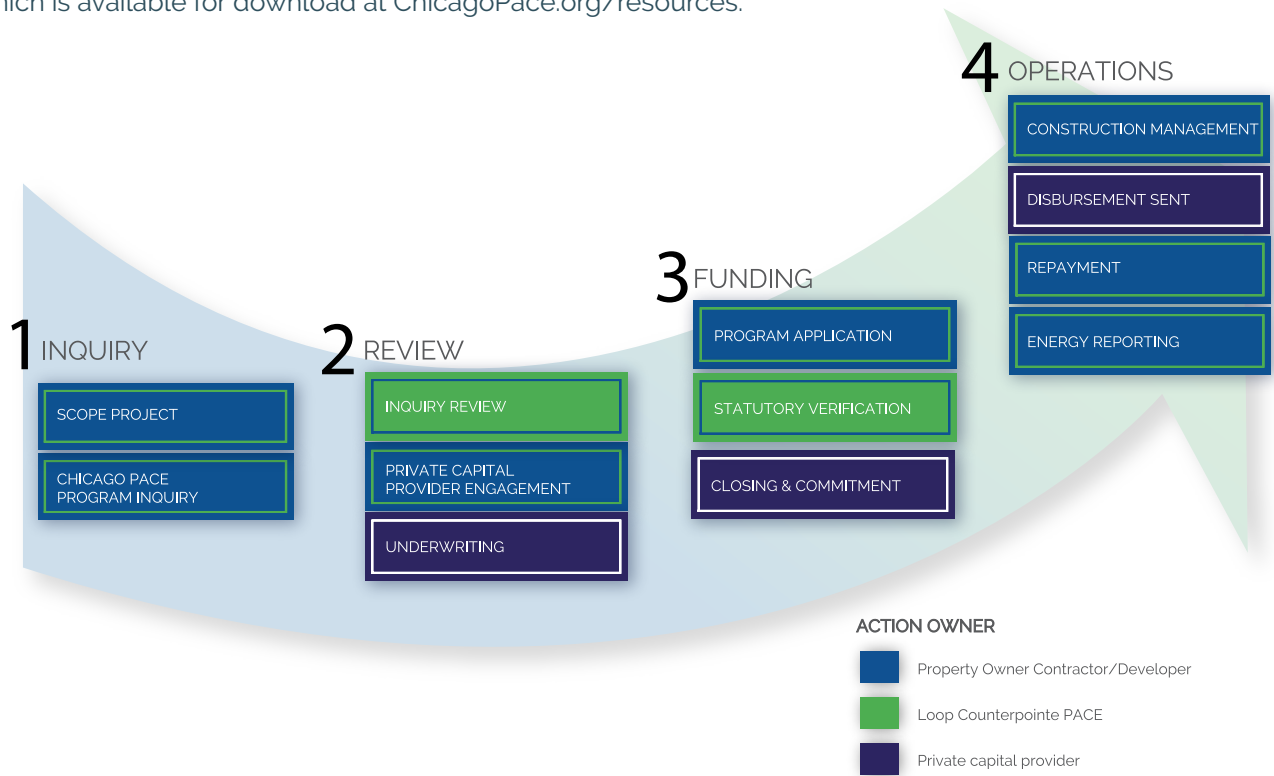 which is available for download at ChicagoPace.org/resources.
4 OPERATIONS
CONSTRUCTION MANAGEMENT
DISBURSEMENT SENT
REPAYMENT
ENERGY REPORTING
3 FUNDING
PROGRAM APPLICATION
STATUTORY VERIFICATION
CLOSING & COMMITMENT
1 INQUIRY
SCOPE PROJECT
CHICAGO PACE
PROGRAM INQUIRY
2 REVIEW
INQUIRY REVIEW
PRIVATE CAPITAL
PROVIDER ENGAGEMENT
UNDERWRITING
ACTION OWNER
Property Owner Contractor/Developer
Loop Counterpointe PACE
Private capital provider